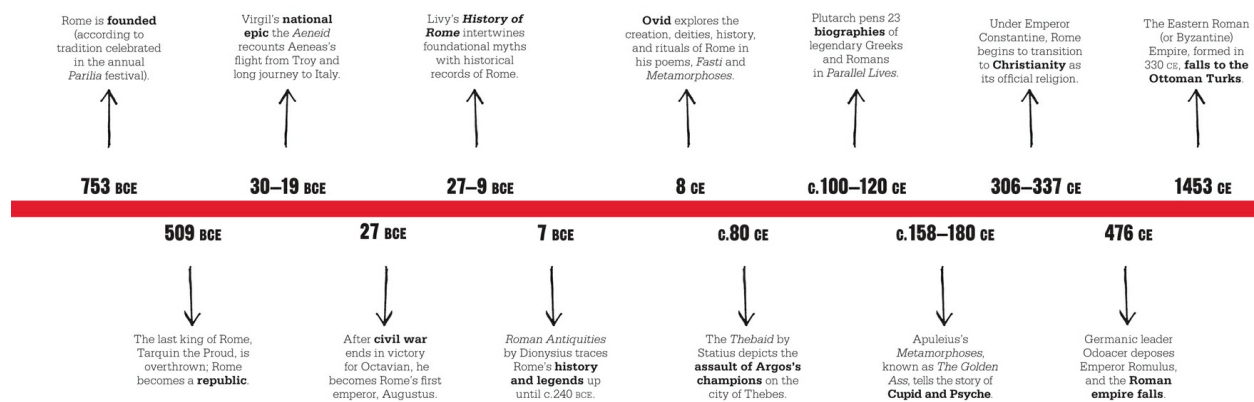 Rome is founded
(according to
tradition celebrated
in the annual
Parilia festival).
753 BCE
509 BCE
The last king of Rome,
Tarquin the Proud, is
overthrown; Rome
becomes a republic.
Virgil's national
epic the Aeneid
recounts Aeneas's
flight from Troy and
long journey to Italy.
30–19 BCE
27 BCE
After civil war
ends in victory
for Octavian, he
becomes Rome's first
emperor, Augustus.
Livy's History of
Rome intertwines
foundational myths
with historical
records of Rome.
27–9 BCE
7 BCE
Roman Antiquities
by Dionysius traces
Rome's history
and legends up
until c.240 BCE.
Ovid explores the
creation, deities, history,
and rituals of Rome in
his poems, Fasti and
Metamorphoses.
8 CE
c.80 CE
The Thebaid by
Statius depicts the
assault of Argos's
champions on the
city of Thebes.
Plutarch pens 23
biographies of
legendary Greeks
and Romans
in Parallel Lives.
c.100–120 CE
c.158–180 CE
Apuleius's
Metamorphoses,
known as The Golden
Ass, tells the story of
Cupid and Psyche.
Under Emperor
Constantine, Rome
begins to transition
to Christianity as
its official religion.
306–337 CE
476 CE
Germanic leader
Odoacer deposes
Emperor Romulus,
and the Roman
empire falls.
The Eastern Roman
(or Byzantine)
Empire, formed in
330 CE, falls to the
Ottoman Turks.
1453 CE